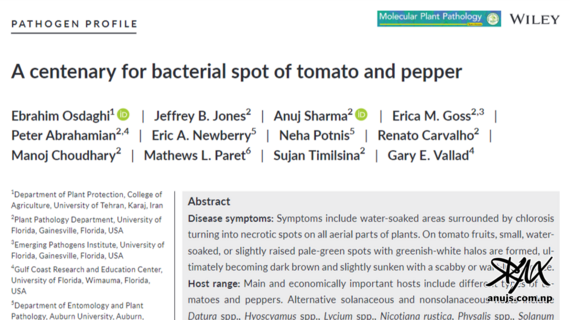 PATHOGEN PROFILE
Molecular Plant Pathology
WILEY
A centenary for bacterial spot of tomato and pepper
Ebrahim Osdaghi1 iD | Jeffrey B. Jones2 | Anuj Sharma2 iD | Erica M. Goss2,3 |
Peter Abrahamian2,4 | Eric A. Newberry5 | Neha Potnis5 | Renato Carvalho2 |
Manoj Choudhary2 | Mathews L. Paret6 | Sujan Timilsina2 | Gary E. Vallad4
1Department of Plant Protection, College of
Agriculture, University of Tehran, Karaj, Iran
2Plant Pathology Department, University of
Florida, Gainesville, Florida, USA
3Emerging Pathogens Institute, University of
Florida, Gainesville, Florida, USA
4Gulf Coast Research and Education Center,
University of Florida, Wimauma, Florida,
USA
5Department of Entomology and Plant
Pathology, Auburn University, Auburn,
Abstract
Disease symptoms: Symptoms include water-soaked areas surrounded by chlorosis
turning into necrotic spots on all aerial parts of plants. On tomato fruits, small, water-
soaked, or slightly raised pale-green spots with greenish-white halos are formed, ul-
timately becoming dark brown and slightly sunken with a scabby or
Host range: Main and economically important hosts include different
matoes and peppers. Alternative solanaceous and nonsolanaceous
Datura spp., Hyoscyamus spp., Lycium spp., Nicotiana rustica, Physalis spp., Solanum
anujs.com.np